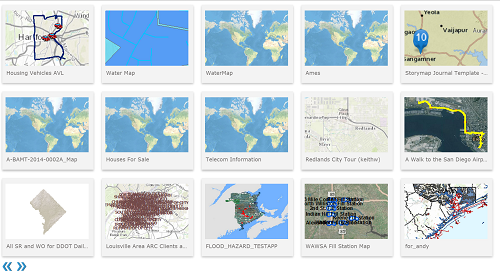 Hartford
Housing Vehicles AVL
Water Map
WaterMap
Ames
Yeola
Vaijapur
10
Sangamner
Storymap Journal Template -
A-BAMT-2014-0002A_Map
Houses For Sale
Telecom Information
Redlands
Redlands City Tour (keithw)
A Walk to the San Diego Airp...
All SR and WO for DDOT Dail...
Louisville Area ARC Clients a...
FLOOD_HAZARD_TESTAPP
WAWSA Fill Station Map
for_andy